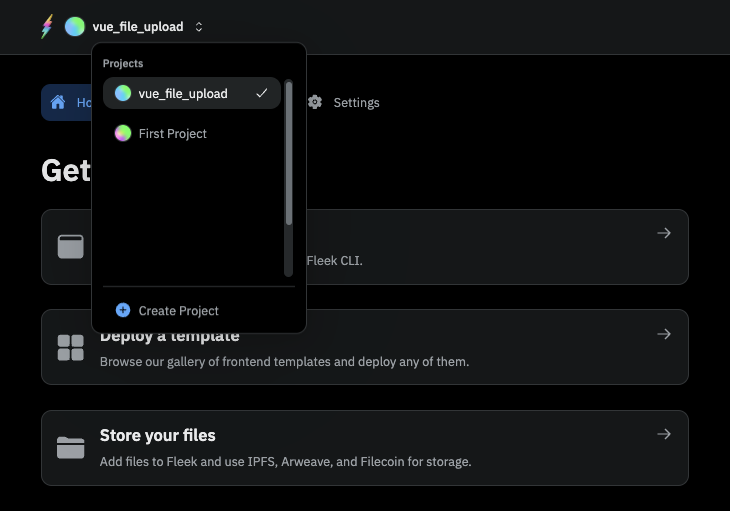 vue_file_upload
Projects
vue_file_upload
First Project
Create Project
Ho
Settings
Get
Fleek CLI.
Deploy a template
Browse our gallery of frontend templates and deploy any of them.
Store your files
Add files to Fleek and use IPFS, Arweave, and Filecoin for storage.